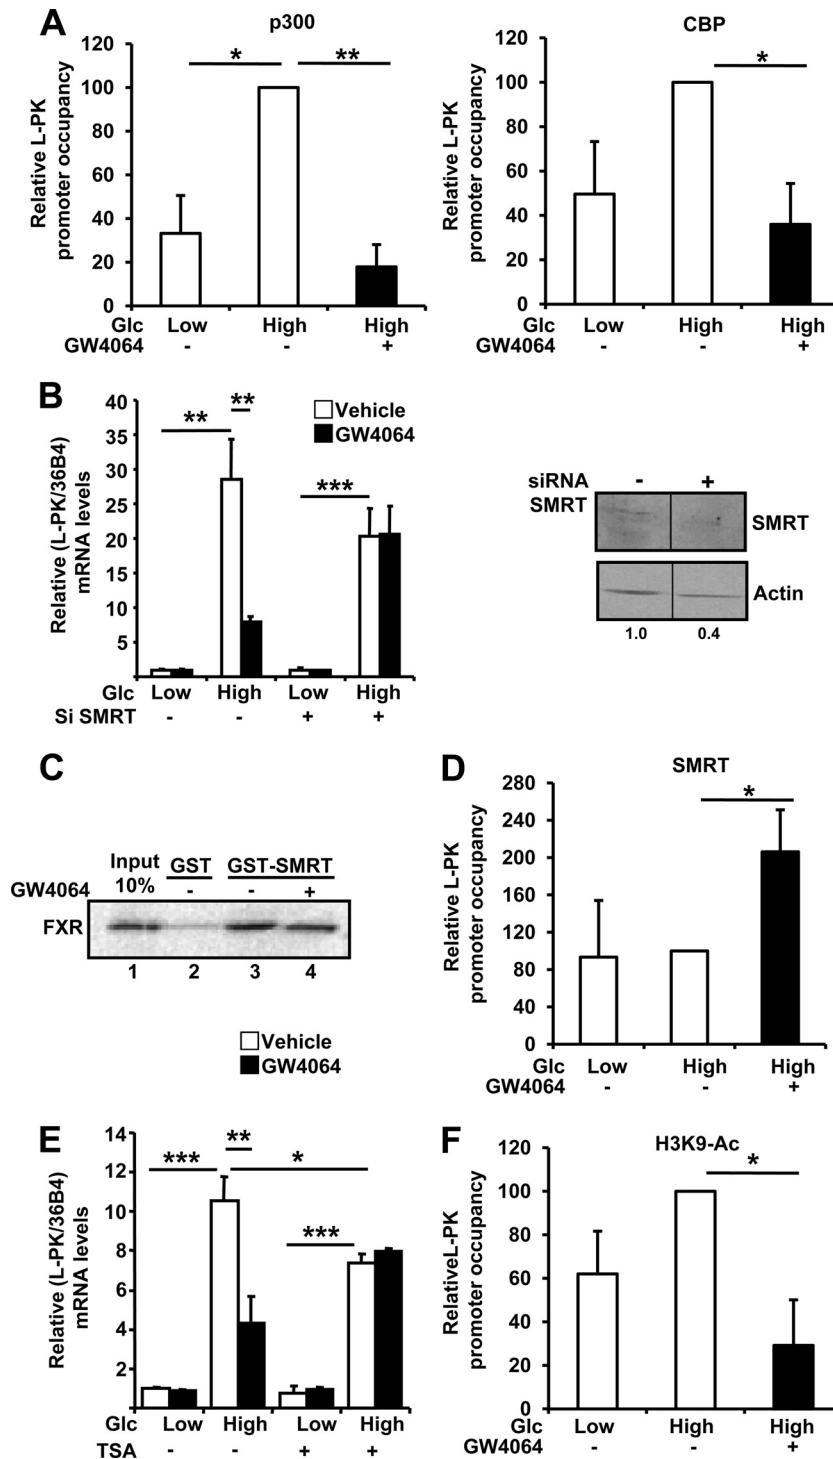 A
p300
CBP
Relative L-PK
promoter occupancy
120
100
80
60
40
20
0
* **
Glc Low High High
GW4064 - - +
Relative L-PK
promoter occupancy
120
100
80
60
40
20
0
*
Glc Low High High
GW4064 - - +
B
Relative (L-PK/36B4)
mRNA levels
40
35
30
25
20
15
10
5
** ** ***
Vehicle
GW4064
Glc Low High Low High
Si SMRT - - + +
siRNA - +
SMRT
SMRT
Actin
1.0 0.4
C
Input GST GST-SMRT
10%
GW4064 - - +
FXR
1 2 3 4
D
SMRT
Relative L-PK
promoter occupancy
280
240
200
160
120
80
40
0
*
Glc Low High High
GW4064 - - +
Vehicle
GW4064
E
Relative (L-PK/36B4)
mRNA levels
14
12
10
8
6
4
2
*** ** * ***
Glc Low High Low High
TSA - - + +
F
H3K9-Ac
RelativeL-PK
promoter occupancy
120
100
80
60
40
20
0
*
Glc Low High High
GW4064 - - +